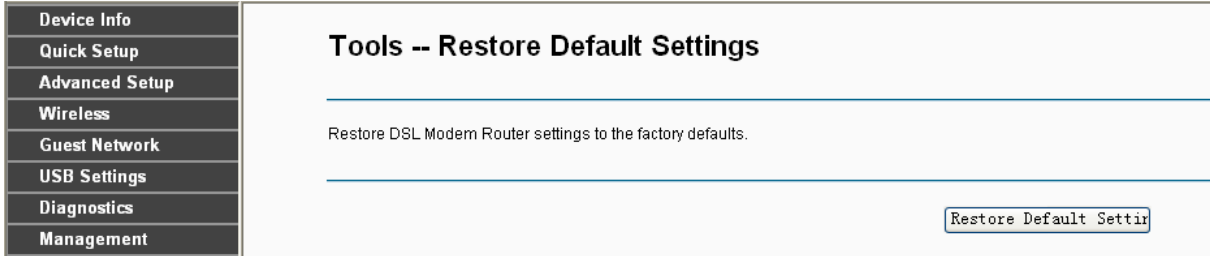 Device Info
Quick Setup
Advanced Setup
Wireless
Guest Network
USB Settings
Diagnostics
Management
Tools -- Restore Default Settings
Restore DSL Modem Router settings to the factory defaults.
Restore Default Settin